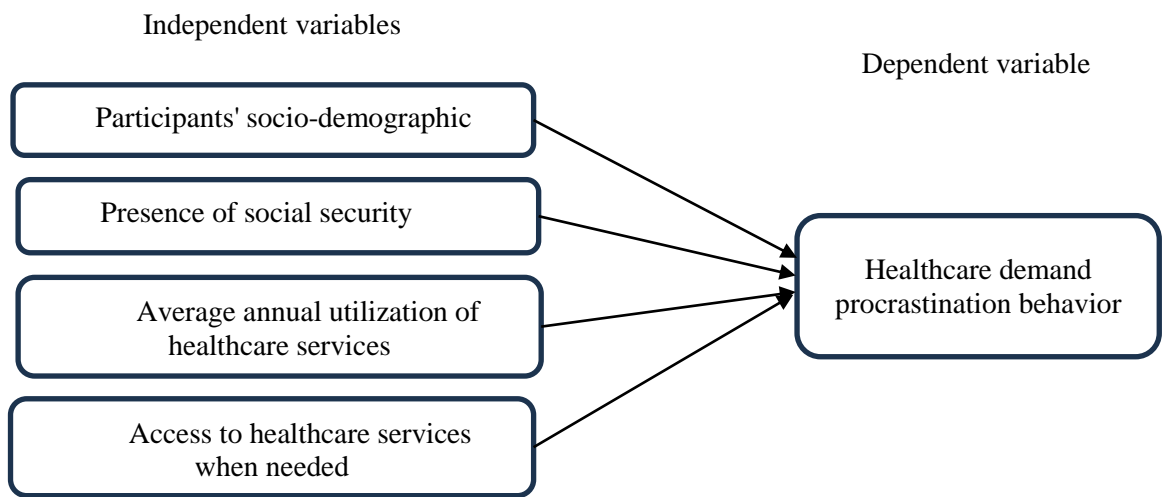 Independent variables
Dependent variable
Participants' socio-demographic
Presence of social security
Average annual utilization of
healthcare services
Access to healthcare services
when needed
Healthcare demand
procrastination behavior